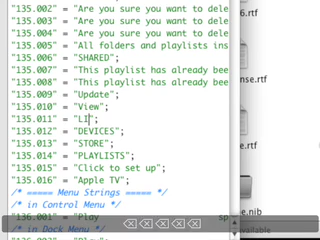 "135.002" = "Are you sure you want to dele
"135.003" = "Are you sure you want to dele
"135.004" = "Are you sure you want to dele
"135.005" = "All folders and playlists ins
"135.006" = "SHARED";
"135.007" = "This playlist has already bee
"135.008" = "This playlist has already bee
"135.009" = "Update";
"135.010" = "View";
"135.011" = "LI";
"135.012" = "DEVICES";
"135.013" = "STORE";
"135.014" = "PLAYLISTS";
"135.015" = "Click to set up";
"135.016" = "Apple TV";
/* ===== Menu Strings ===== */
/* in Control Menu */
"136.001" = "Play sp
/* in Dock Menu */
6.rtf
nse.rtf
.rtf
e.nib
available